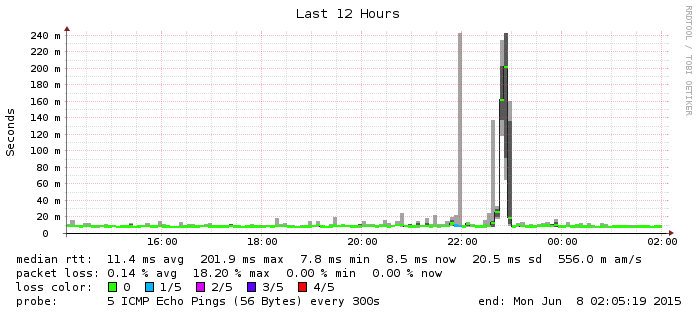 Last 12 Hours
RRDTOOL / TOBI OETIKER
Seconds
240 m
220 m
200 m
180 m
160 m
140 m
120 m
100 m
80 m
60 m
40 m
20 m
0
16:00 18:00 20:00 22:00 00:00 02:00
median rtt: 11.4 ms avg 201.9 ms max 7.8 ms min 8.5 ms now 20.5 ms sd 556.0 m am/s
packet loss: 0.14 % avg 18.20 % max 0.00 % min 0.00 % now
loss color: 0 1/5 2/5 3/5 4/5
probe: 5 ICMP Echo Pings (56 Bytes) every 300s end: Mon Jun 8 02:05:19 2015